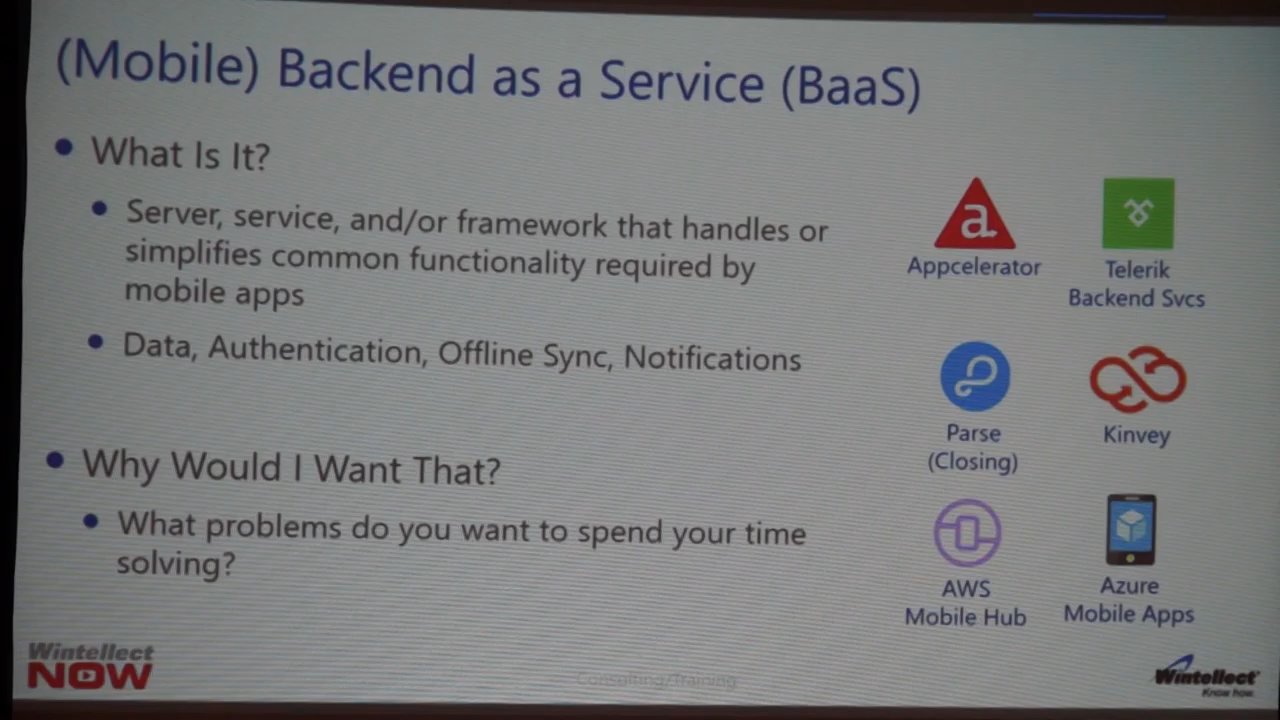 (Mobile) Backend as a Service (BaaS)
What Is It?
Server, service, and/or framework that handles or
simplifies common functionality required by
mobile apps
Data, Authentication, Offline Sync, Notifications
Why Would I Want That?
What problems do you want to spend your time
solving?
a
Appcelerator
Telerik
Backend Svcs
Parse
(Closing)
Kinvey
AWS
Mobile Hub
Azure
Mobile Apps
Wintellect
NOW
Consulting/Training
Wintellect
Know how.